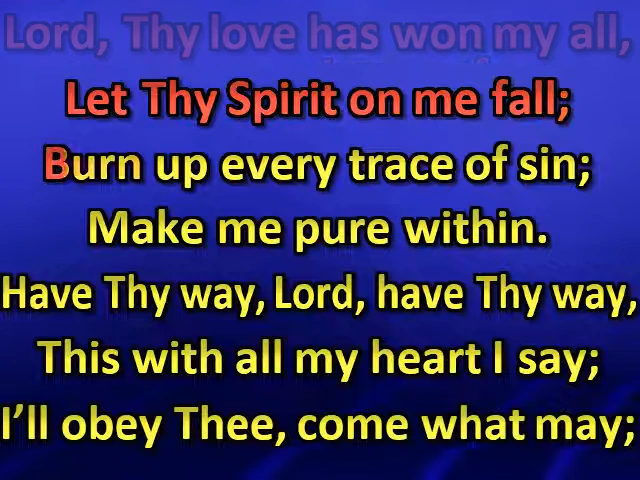 Lord, Thy love has won my all,
Let Thy Spirit on me fall;
Burn up every trace of sin;
Make me pure within.
Have Thy way, Lord, have Thy way,
This with all my heart I say;
I’ll obey Thee, come what may;